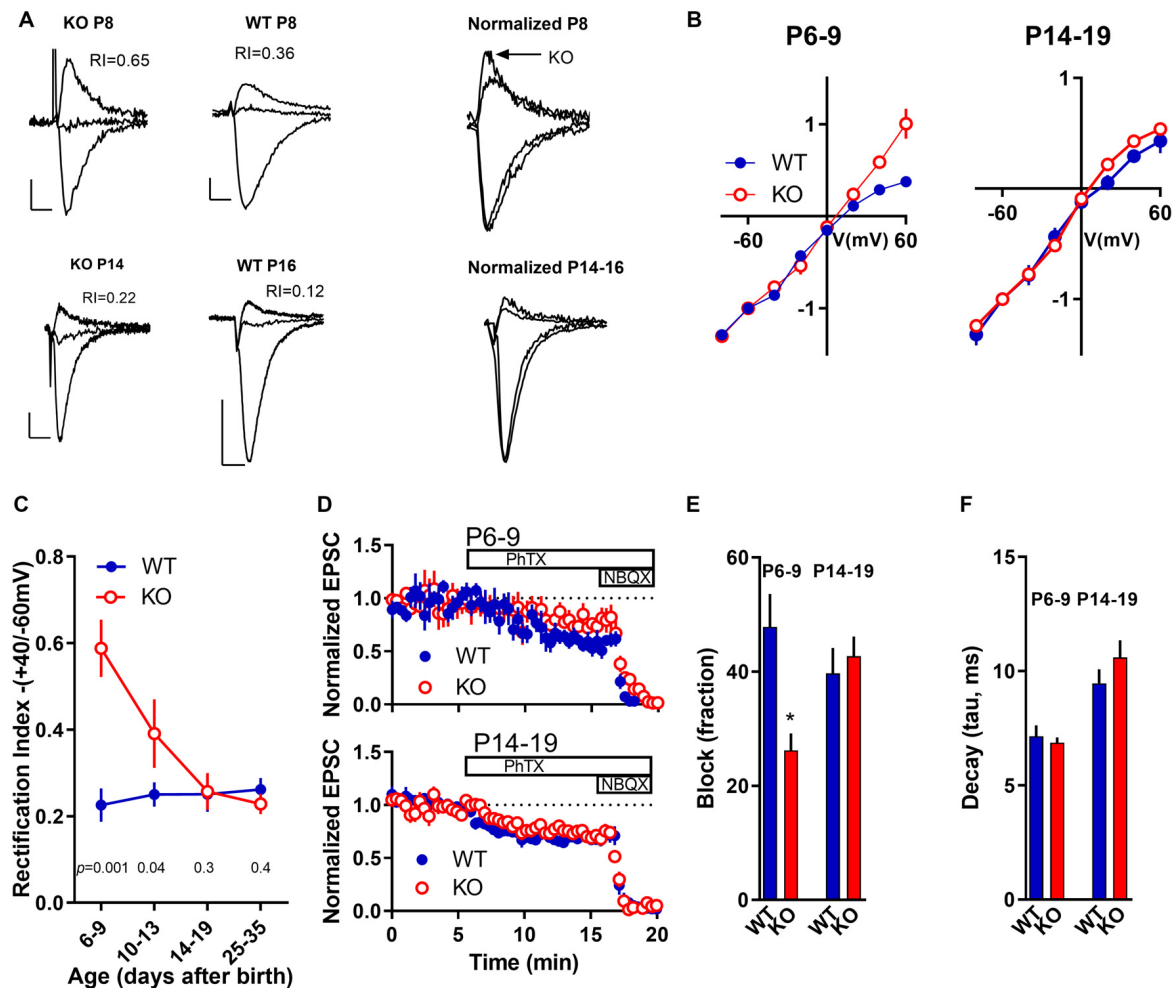 A
KO P8
RI=0.65
WT P8
RI=0.36
Normalized P8
KO
KO P14
RI=0.22
WT P16
RI=0.12
Normalized P14-16
B
P6-9
1
WT
KO
-60
V(mV)
60
-1
P14-19
1
-60
V(mV)
60
-1
C
Rectification Index -(+40/-60mV)
0.8
0.6
0.4
0.2
0.0
WT
KO
p=0.001 0.04 0.3 0.4
6-9 10-13 14-19 25-35
Age (days after birth)
D
P6-9
Normalized EPSC
1.5
1.0
0.5
0.0
PhTX
NBQX
WT
KO
P14-19
Normalized EPSC
1.5
1.0
0.5
0.0
PhTX
NBQX
WT
KO
0 5 10 15 20
Time (min)
E
Block (fraction)
60
40
20
0
P6-9 P14-19
*
WT KO WT KO
F
Decay (tau, ms)
15
10
5
0
P6-9 P14-19
WT KO WT KO